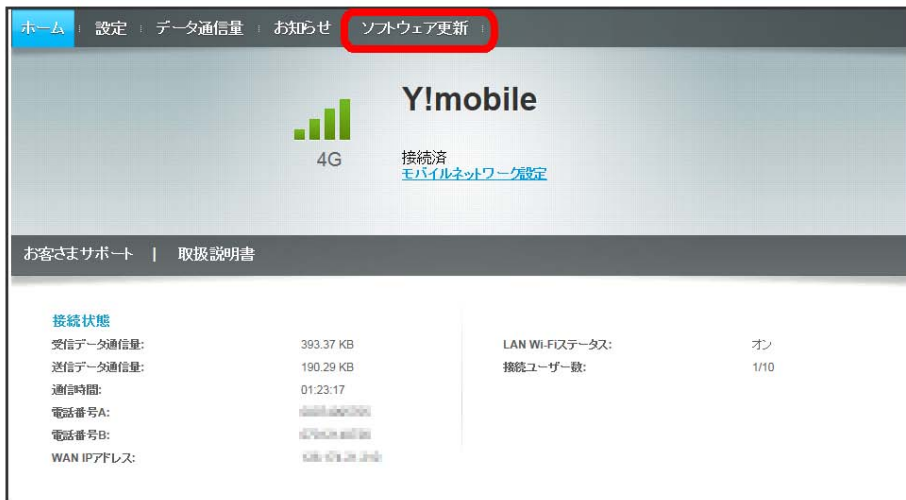 ホーム 設定 データ通信量 お知らせ ソフトウェア更新
Y!mobile
4G
接続済
モバイルネットワーク設定
お客さまサポート | 取扱説明書
接続状態
受信データ通信量: 393.37 KB LAN Wi-Fiステータス: オン
送信データ通信量: 190.29 KB 接続ユーザー数: 1/10
通信時間: 01:23:17
電話番号A:
電話番号B:
WAN IPアドレス: